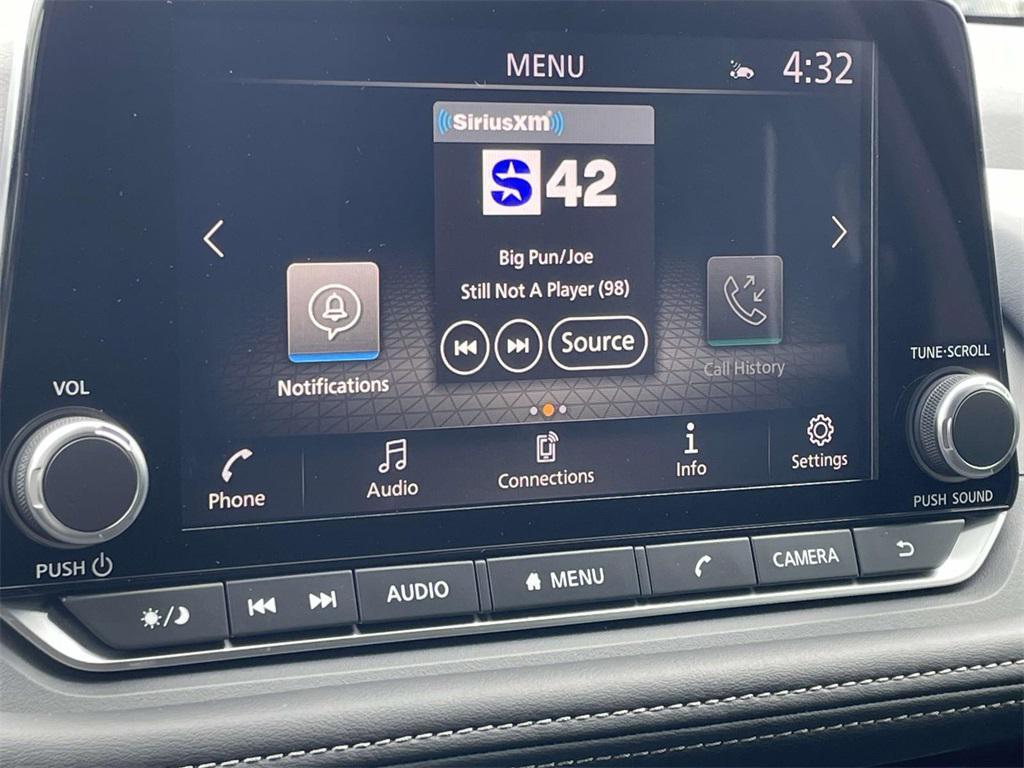 MENU
4:32
SiriusXm
S 42
Big Pun/Joe
Still Not A Player (98)
Source
Notifications
Call History
Phone
Audio
Connections
Info
Settings
VOL
PUSH
TUNE·SCROLL
PUSH SOUND
AUDIO
MENU
CAMERA